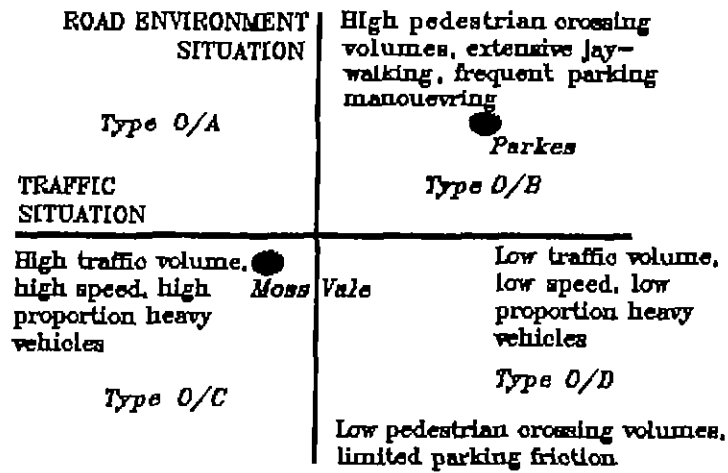 ROAD ENVIRONMENT
SITUATION
High pedestrian crossing
volumes, extensive jay-
walking, frequent parking
manouevring
Type O/A
Parkes
Type O/B
TRAFFIC
SITUATION
High traffic volume,
high speed, high
proportion heavy
vehicles
Moss Vale
Low traffic volume,
low speed, low
proportion heavy
vehicles
Type O/C
Type O/D
Low pedestrian crossing volumes,
limited parking friction